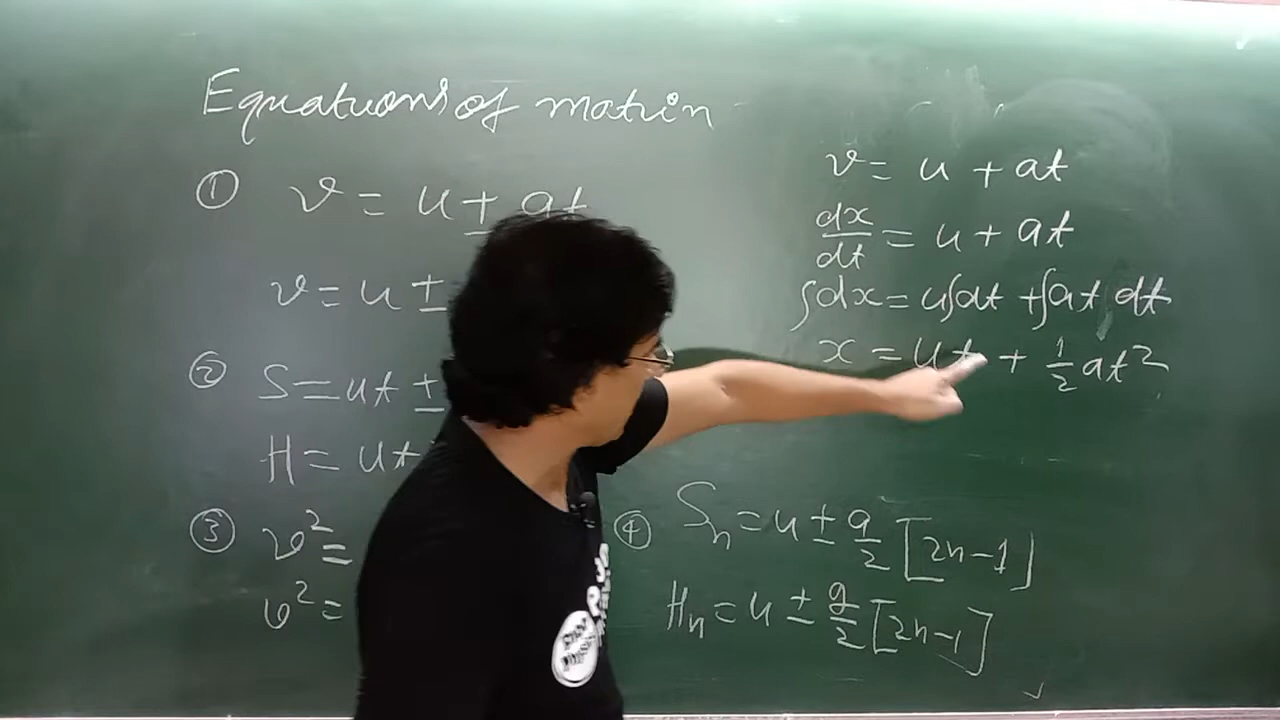 Equations of motion
① v = u ± at
v = u ±
② S = ut ±
H = ut
③ v² =
v² =
v = u + at
dx/dt = u + at
∫dx = u∫dt + ∫at dt
x = ut + 1/2 at²
④ Sₙ = u ± a/2 [2n-1]
Hₙ = u ± g/2 [2n-1]